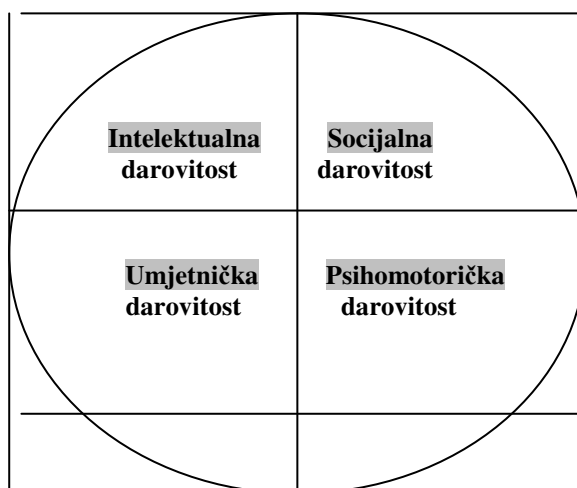 Intelektualna
darovitost
Socijalna
darovitost
Umjetnička
darovitost
Psihomotorička
darovitost